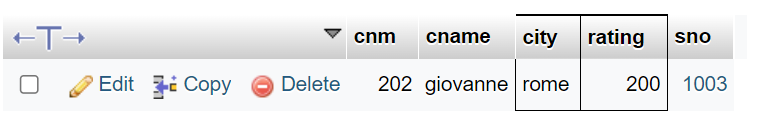 cnm cname city rating sno
Edit Copy Delete 202 giovanne rome 200 1003